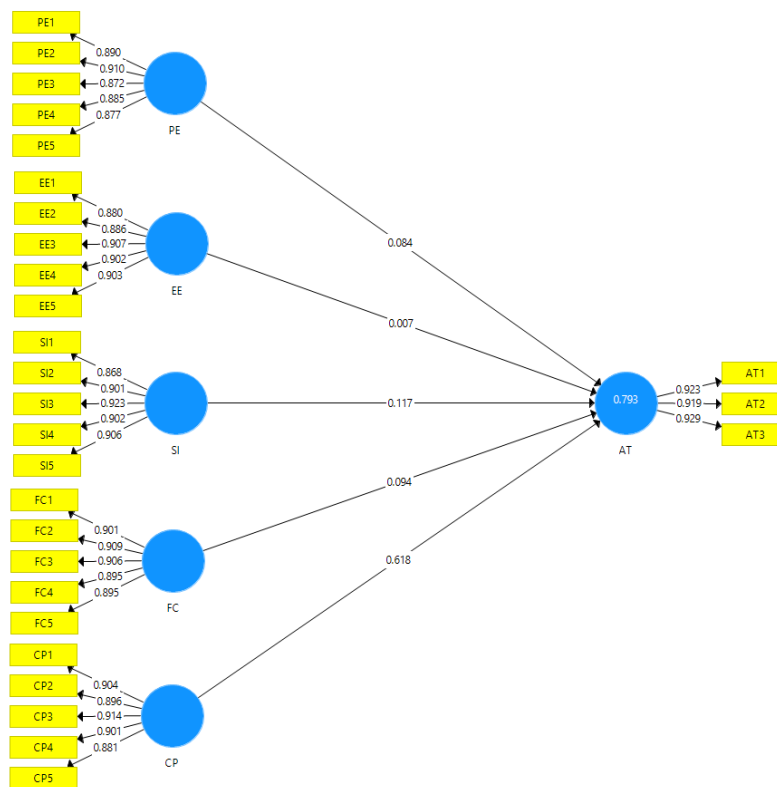 PE1
PE2
PE3
PE4
PE5
0.890
0.910
0.872
0.885
0.877
PE
EE1
EE2
EE3
EE4
EE5
0.880
0.886
0.907
0.902
0.903
EE
SI1
SI2
SI3
SI4
SI5
0.868
0.901
0.923
0.902
0.906
SI
FC1
FC2
FC3
FC4
FC5
0.901
0.909
0.906
0.895
0.895
FC
CP1
CP2
CP3
CP4
CP5
0.904
0.896
0.914
0.901
0.881
CP
0.084
0.007
0.117
0.094
0.618
0.793
AT
0.923
0.919
0.929
AT1
AT2
AT3